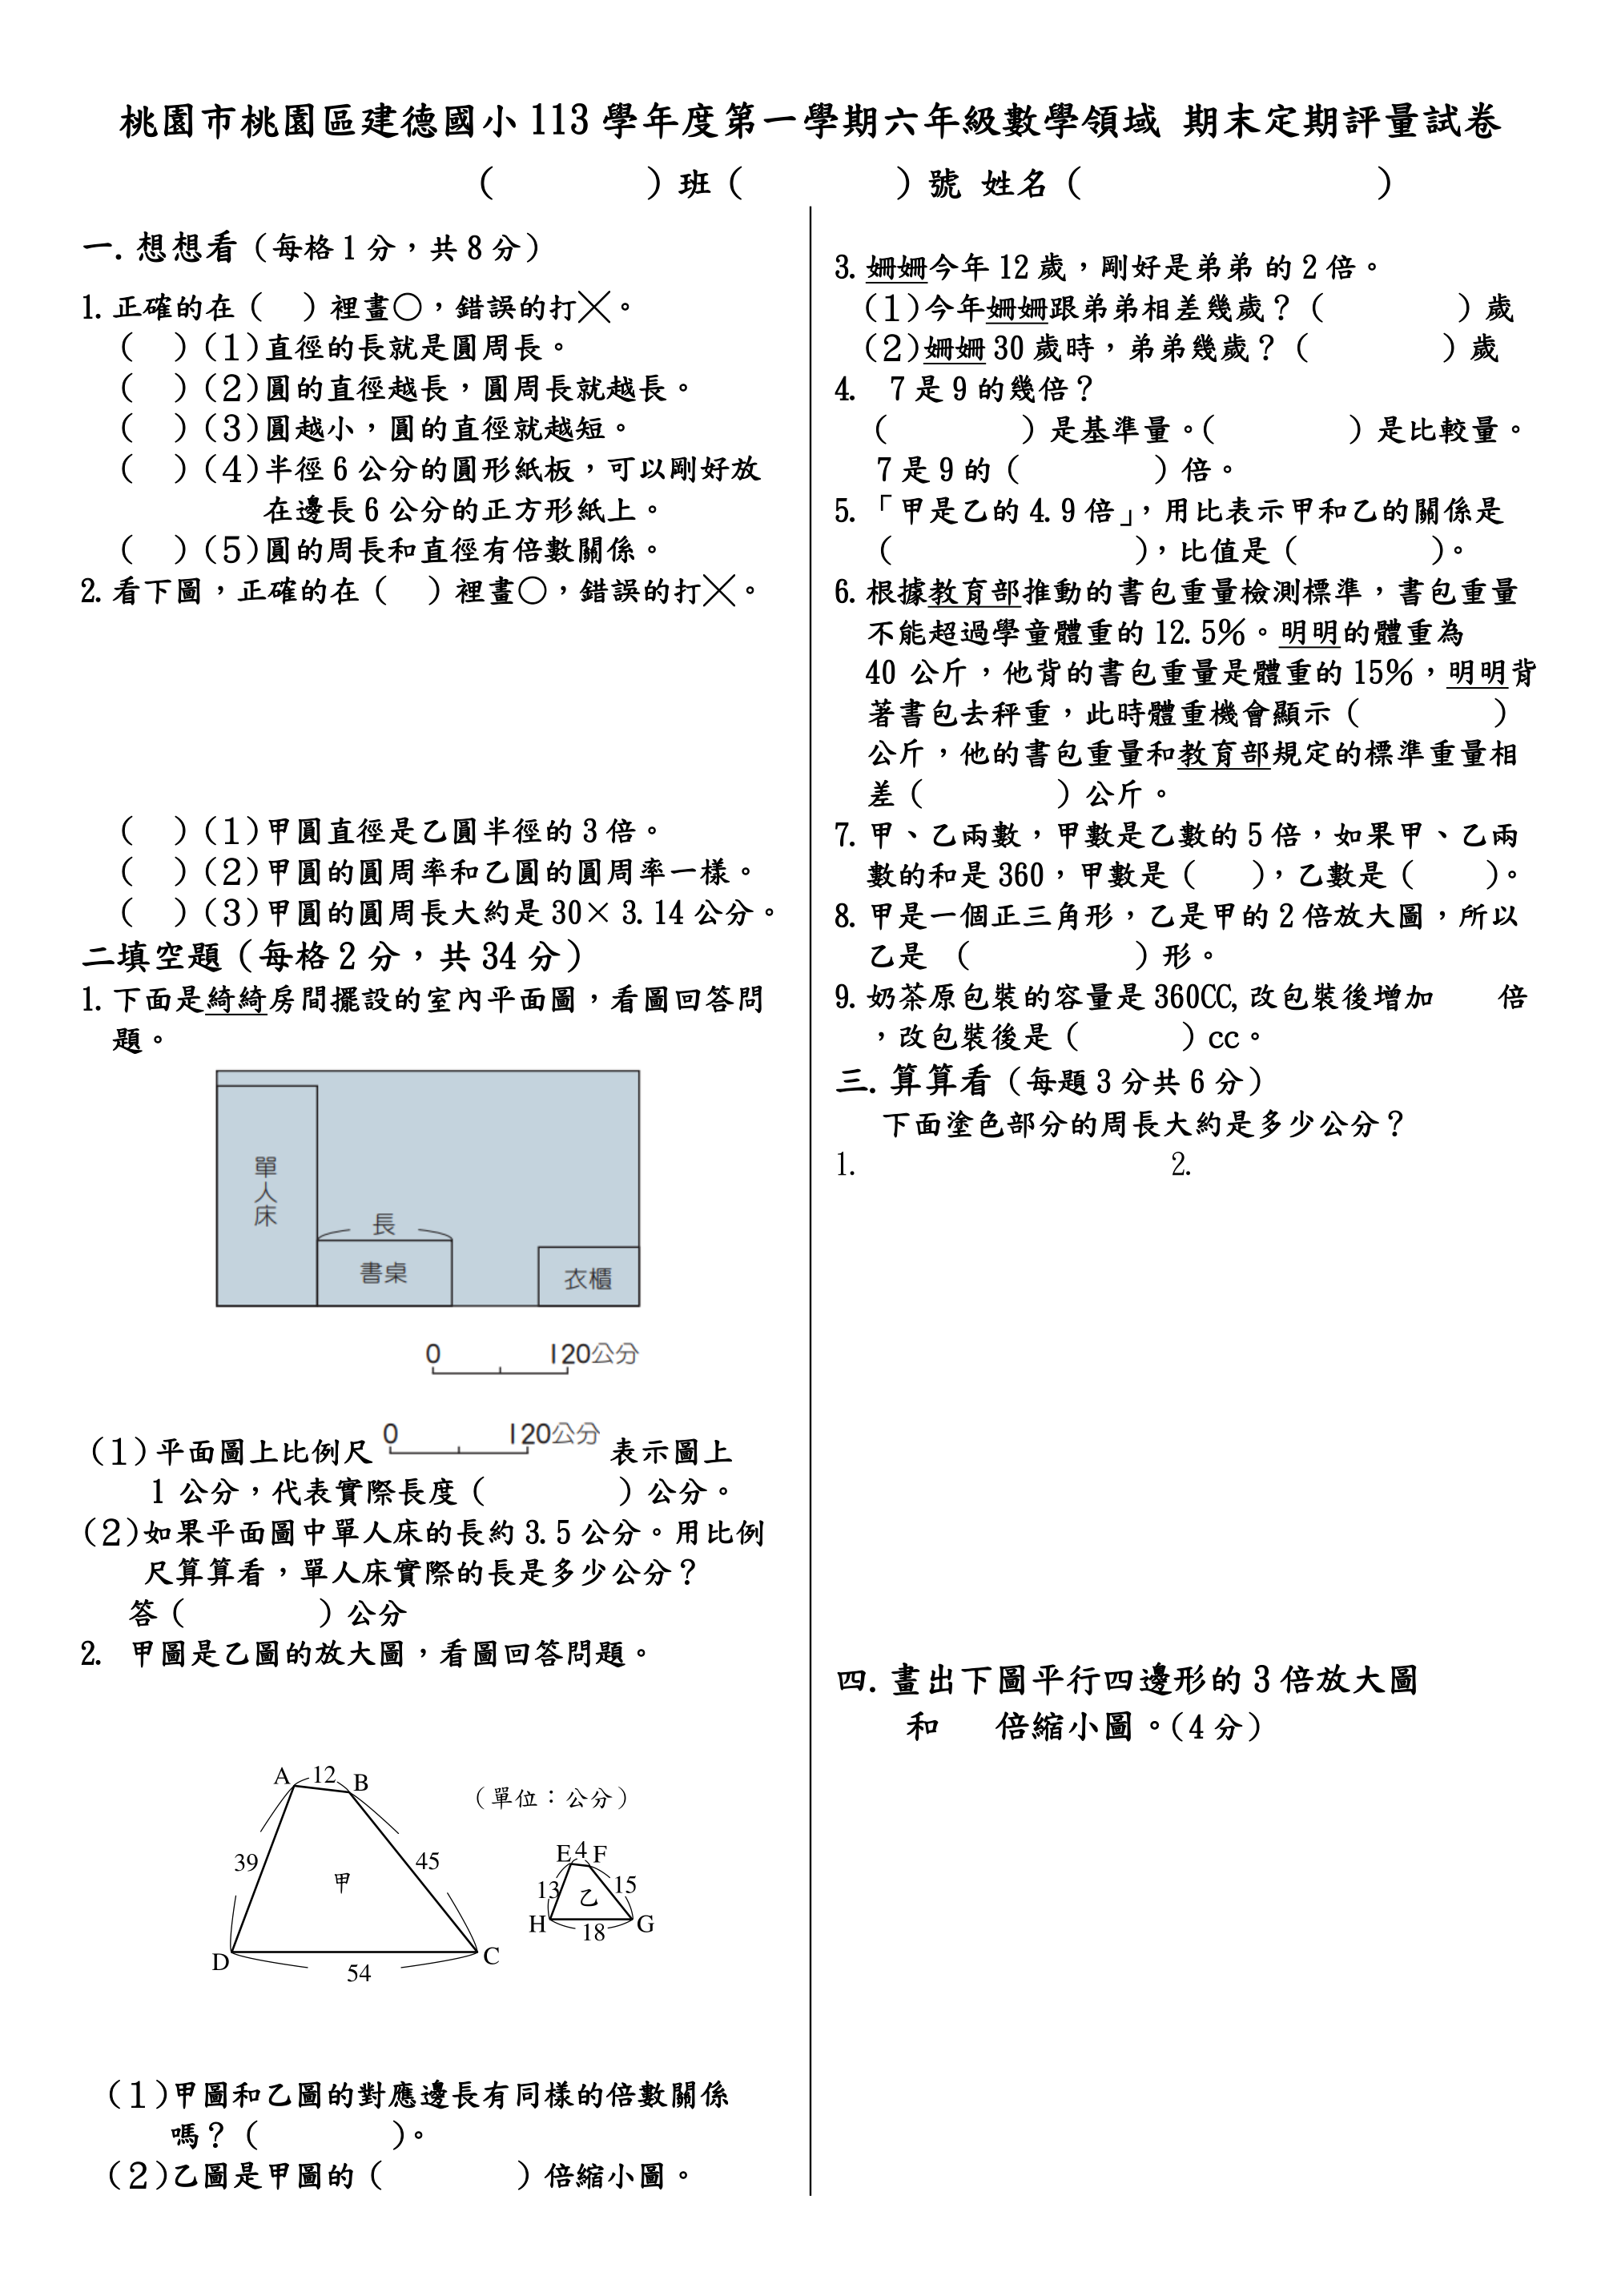 桃園市桃園區建德國小 113 學年度第一學期六年級數學領域 期末定期評量試卷
（　　　　）班（　　　　）號 姓名（　　　　　　　　）
一. 想想看（每格 1 分，共 8 分）
1. 正確的在（　）裡畫○，錯誤的打╳。
（　）(1)直徑的長就是圓周長。
（　）(2)圓的直徑越長，圓周長就越長。
（　）(3)圓越小，圓的直徑就越短。
（　）(4)半徑 6 公分的圓形紙板，可以剛好放
在邊長 6 公分的正方形紙上。
（　）(5)圓的周長和直徑有倍數關係。
2. 看下圖，正確的在（　）裡畫○，錯誤的打╳。
（　）(1)甲圓直徑是乙圓半徑的 3 倍。
（　）(2)甲圓的圓周率和乙圓的圓周率一樣。
（　）(3)甲圓的圓周長大約是 30× 3.14 公分。
二填空題（每格 2 分，共 34 分）
1. 下面是綺綺房間擺設的室內平面圖，看圖回答問
題。
單人床
長
書桌
衣櫃
0 120公分
(1)平面圖上比例尺 0 120公分 表示圖上
1 公分，代表實際長度（　　　　）公分。
(2)如果平面圖中單人床的長約 3.5 公分。用比例
尺算算看，單人床實際的長是多少公分？
答（　　　　）公分
2. 甲圖是乙圖的放大圖，看圖回答問題。
A 12 B
（單位：公分）
E 4 F
39 45
甲
13 乙 15
H 18 G
D 54 C
(1)甲圖和乙圖的對應邊長有同樣的倍數關係
嗎？（　　　　）。
(2)乙圖是甲圖的（　　　　）倍縮小圖。
3. 姍姍今年 12 歲，剛好是弟弟 的 2 倍。
(1)今年姍姍跟弟弟相差幾歲？（　　　　）歲
(2)姍姍 30 歲時，弟弟幾歲？（　　　　）歲
4. 7 是 9 的幾倍？
（　　　　）是基準量。（　　　　）是比較量。
7 是 9 的（　　　　）倍。
5.「甲是乙的 4.9 倍」，用比表示甲和乙的關係是
（　　　　　　　），比值是（　　　　）。
6. 根據教育部推動的書包重量檢測標準，書包重量
不能超過學童體重的 12.5％。明明的體重為
40 公斤，他背的書包重量是體重的 15％，明明背
著書包去秤重，此時體重機會顯示（　　　　）
公斤，他的書包重量和教育部規定的標準重量相
差（　　　　）公斤。
7. 甲、乙兩數，甲數是乙數的 5 倍，如果甲、乙兩
數的和是 360，甲數是（　　），乙數是（　　）。
8. 甲是一個正三角形，乙是甲的 2 倍放大圖，所以
乙是 （　　　　　）形。
9. 奶茶原包裝的容量是 360CC,改包裝後增加　　倍
，改包裝後是（　　　）cc。
三. 算算看（每題 3 分共 6 分）
下面塗色部分的周長大約是多少公分？
1. 2.
四. 畫出下圖平行四邊形的 3 倍放大圖
和　　倍縮小圖。（4 分）